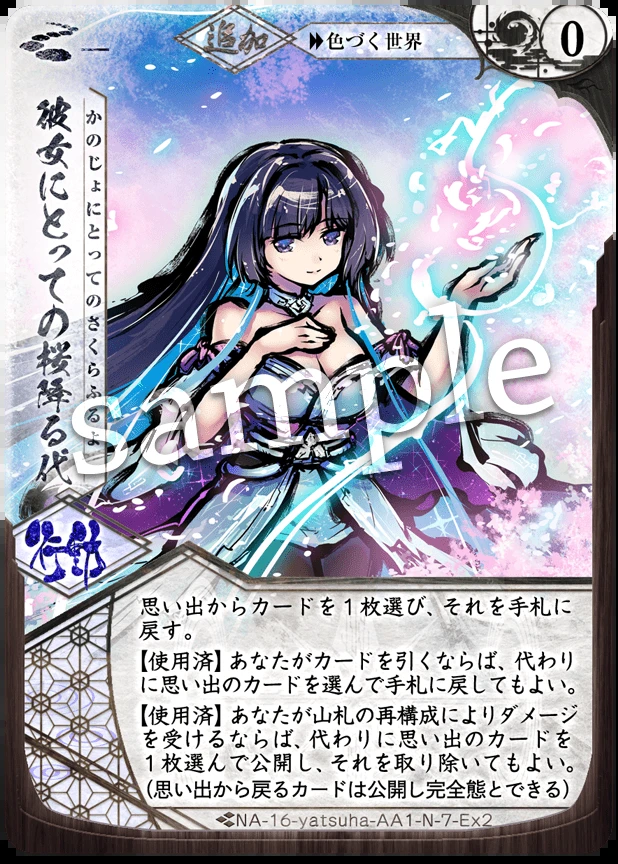 追加
▶▶色づく世界
0
彼女にとっての桜降る代
かのじょにとってのさくらふるよ
sample
行動
思い出からカードを1枚選び、それを手札に
戻す。
【使用済】あなたがカードを引くならば、代わり
に思い出のカードを選んで手札に戻してもよい。
【使用済】あなたが山札の再構成によりダメージ
を受けるならば、代わりに思い出のカードを
1枚選んで公開し、それを取り除いてもよい。
(思い出から戻るカードは公開し完全態とできる)
NA-16-yatsuha-AA1-N-7-Ex2